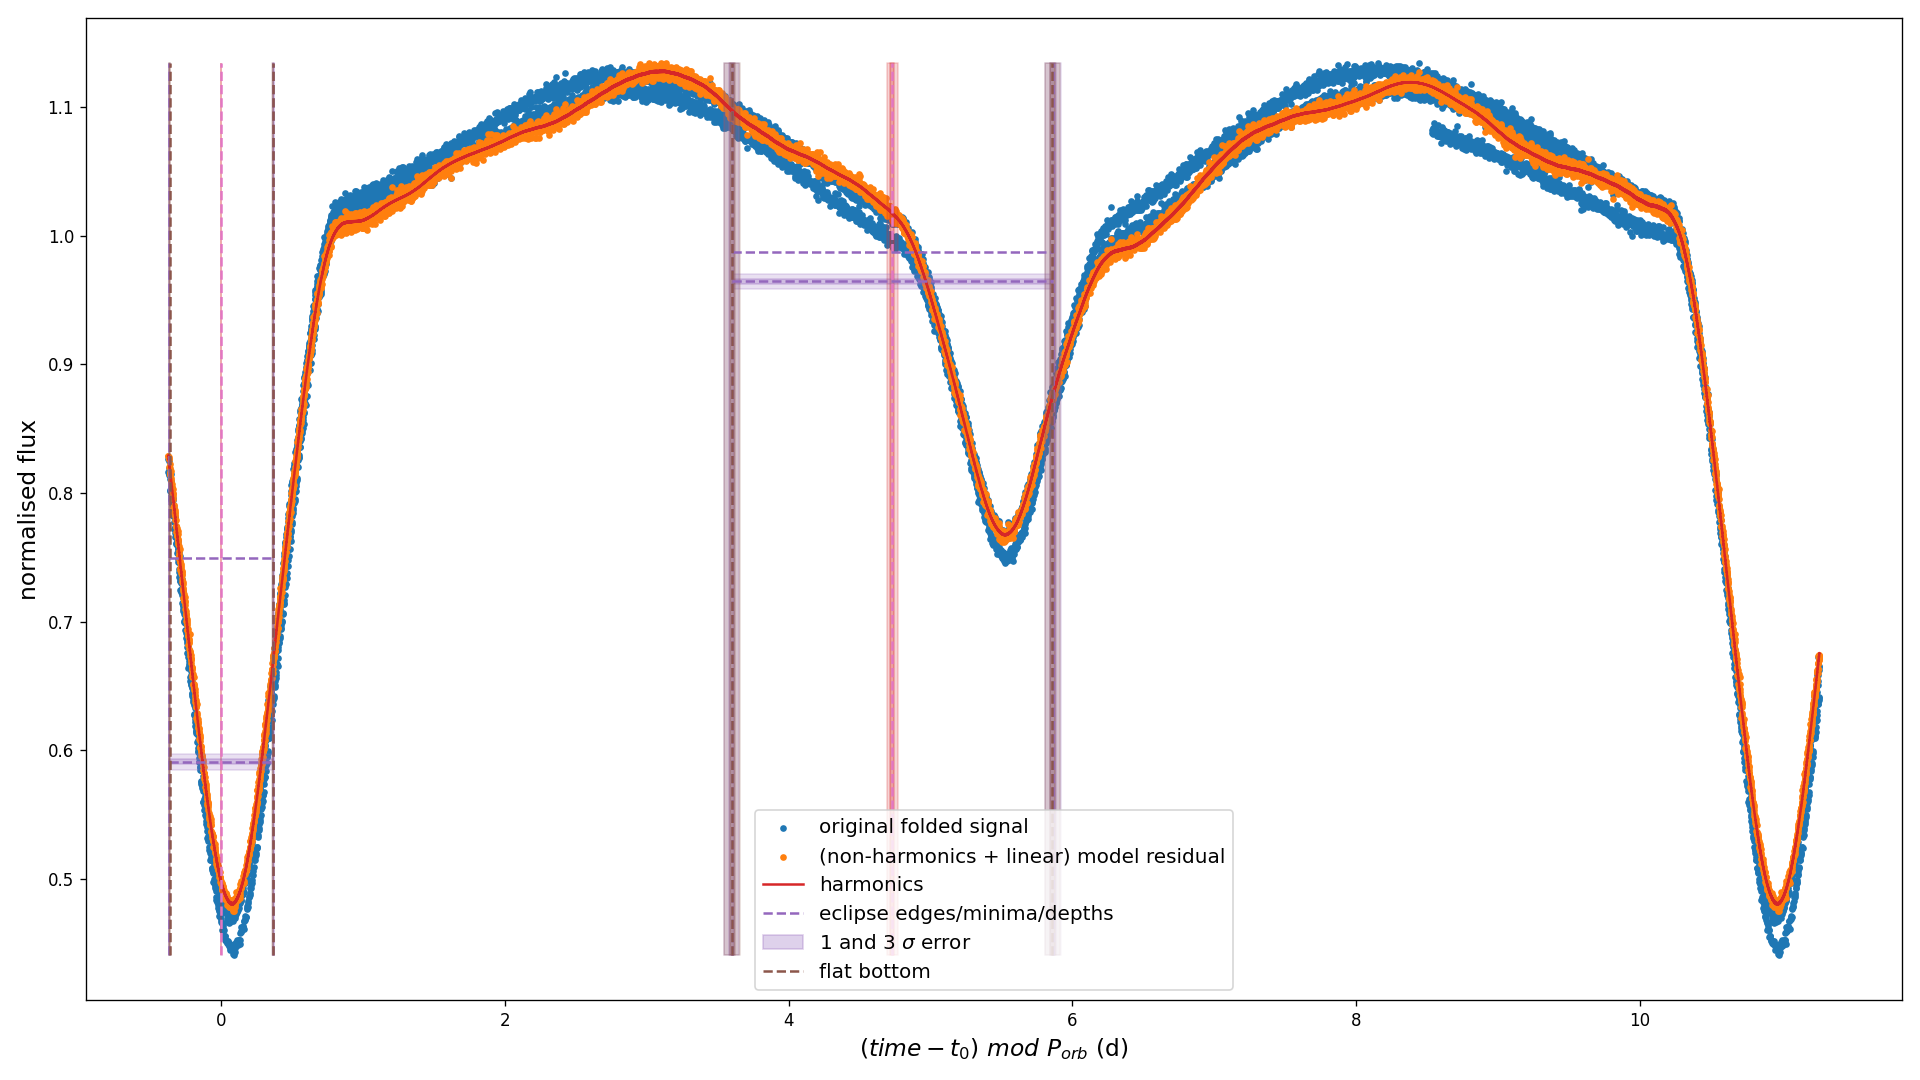 normalised flux
1.1
1.0
0.9
0.8
0.7
0.6
0.5
0
2
4
6
8
10
(time − t₀) mod Pₒᵣb (d)
original folded signal
(non-harmonics + linear) model residual
harmonics
eclipse edges/minima/depths
1 and 3 σ error
flat bottom